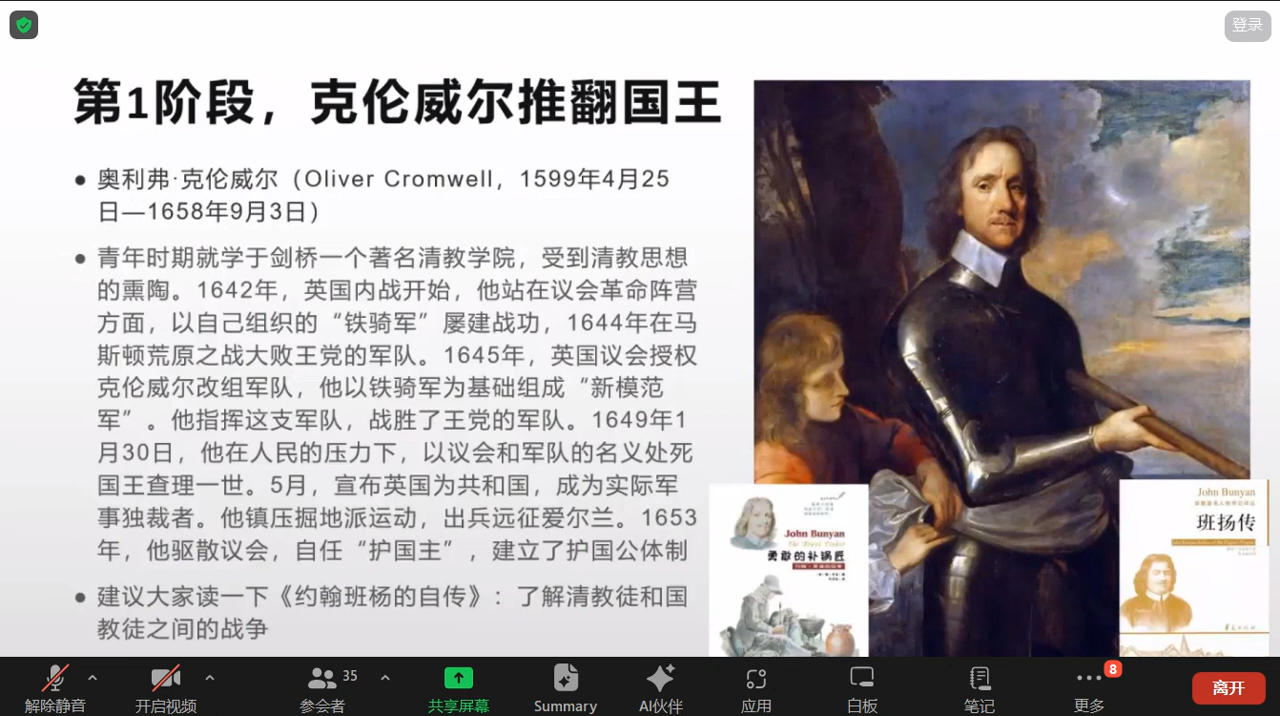 登录
第1阶段，克伦威尔推翻国王
● 奥利弗·克伦威尔（Oliver Cromwell，1599年4月25
日—1658年9月3日）
● 青年时期就学于剑桥一个著名清教学院，受到清教思想
的熏陶。1642年，英国内战开始，他站在议会革命阵营
方面，以自己组织的“铁骑军”屡建战功，1644年在马
斯顿荒原之战大败王党的军队。1645年，英国议会授权
克伦威尔改组军队，他以铁骑军为基础组成“新模范
军”。他指挥这支军队，战胜了王党的军队。1649年1
月30日，他在人民的压力下，以议会和军队的名义处死
国王查理一世。5月，宣布英国为共和国，成为实际军
事独裁者。他镇压掘地派运动，出兵远征爱尔兰。1653
年，他驱散议会，自任“护国主”，建立了护国公体制
● 建议大家读一下《约翰班杨的自传》：了解清教徒和国
教徒之间的战争
John Bunyan
勇敢的补锅匠
John Bunyan
班扬传
解除静音
开启视频
35
参会者
共享屏幕
Summary
AI伙伴
应用
白板
笔记
8
更多
离开